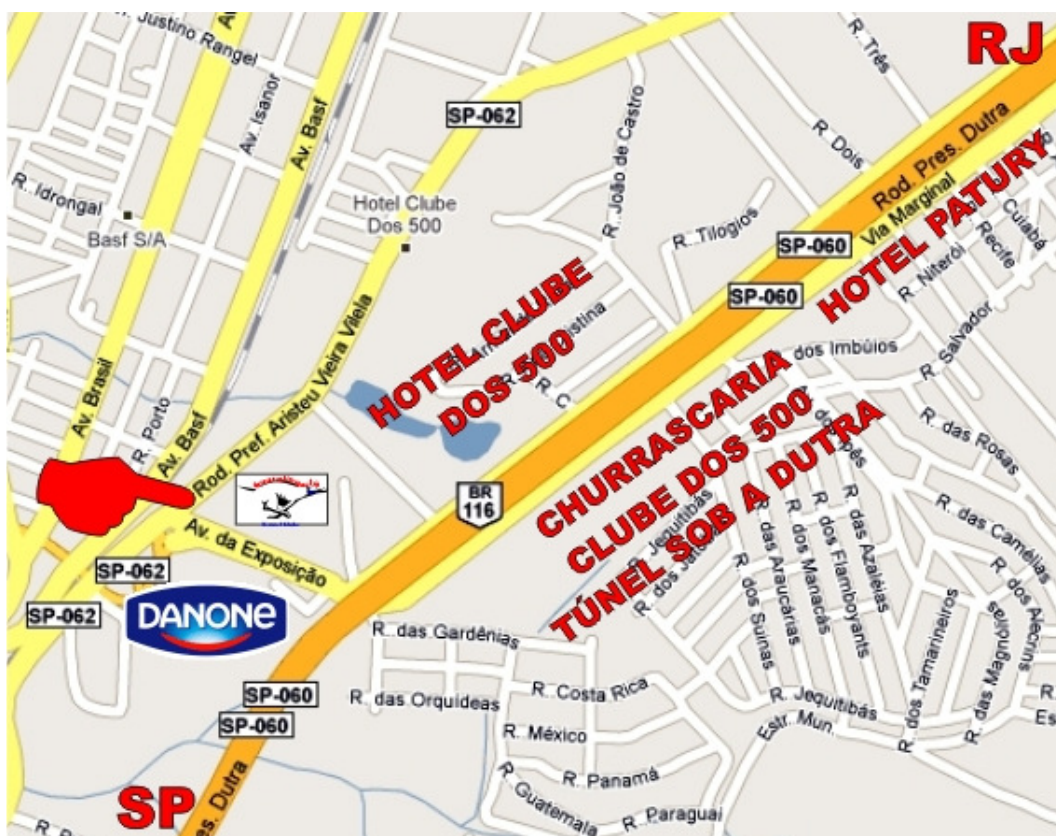 Justino Rangel
R. Idrongal
Basf S/A
Av. Isanor
Av. Basf
SP-062
Hotel Clube
Dos 500
R. João de Castro
R. Três
R. Dois
RJ
Rod. Pres. Dutra
Via Marginal
R. Tilogios
SP-060
SP-060
HOTEL PATURY
R. Niterói
Recife
Cuiabá
R. Salvador
HOTEL CLUBE
DOS 500
R. C.
dos Imbúios
Av. Brasil
R. Porto
Av. Basf
Rod. Pref. Aristeu Vieira Vilela
BR
116
CHURRASCARIA
CLUBE DOS 500
TÚNEL SOB A DUTRA
R. das Rosas
R. das Camélias
R. dos Alecrins
Av. da Exposição
SP-062
SP-062
DANONE
R. Jequitibás
R. dos Suinas
R. das Araucárias
R. dos Manacás
R. dos Flamboyants
R. das Azaléias
R. dos Tamarineiros
R. das Magnólias
R. das Gardênias
R. das Orquídeas
R. Costa Rica
R. México
R. Panamá
R. Guatemala
R. Paraguai
R. Jequitibás
Estr. Mun.
SP-060
SP-060
SP
es. Dutra